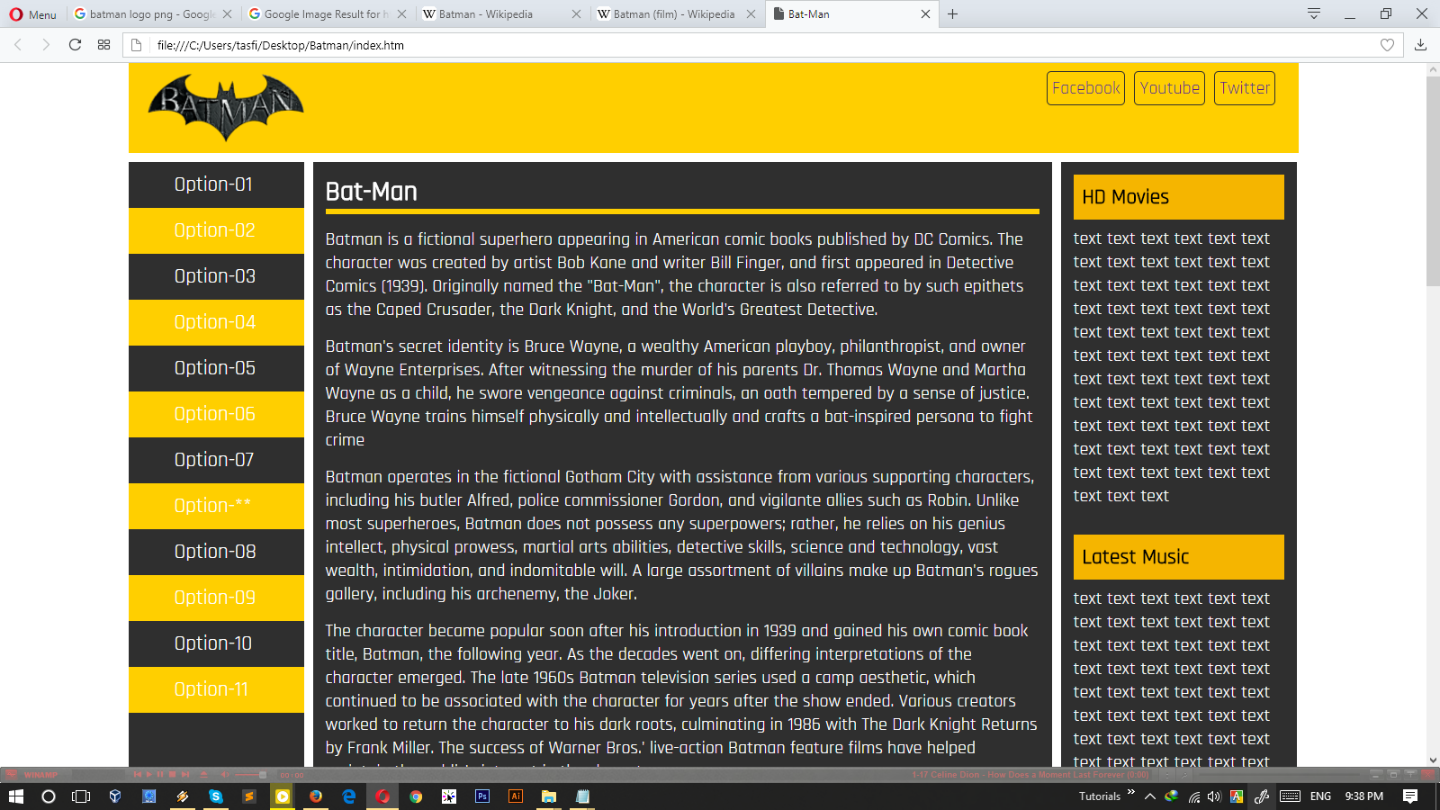 Menu
batman logo png - Google
Google Image Result for h
Batman - Wikipedia
Batman (film) - Wikipedia
Bat-Man
file:///C:/Users/tasfi/Desktop/Batman/index.htm
BATMAN
Facebook
Youtube
Twitter
Option-01
Option-02
Option-03
Option-04
Option-05
Option-06
Option-07
Option-**
Option-08
Option-09
Option-10
Option-11
Bat-Man
Batman is a fictional superhero appearing in American comic books published by DC Comics. The
character was created by artist Bob Kane and writer Bill Finger, and first appeared in Detective
Comics (1939). Originally named the "Bat-Man", the character is also referred to by such epithets
as the Caped Crusader, the Dark Knight, and the World's Greatest Detective.
Batman's secret identity is Bruce Wayne, a wealthy American playboy, philanthropist, and owner
of Wayne Enterprises. After witnessing the murder of his parents Dr. Thomas Wayne and Martha
Wayne as a child, he swore vengeance against criminals, an oath tempered by a sense of justice.
Bruce Wayne trains himself physically and intellectually and crafts a bat-inspired persona to fight
crime
Batman operates in the fictional Gotham City with assistance from various supporting characters,
including his butler Alfred, police commissioner Gordon, and vigilante allies such as Robin. Unlike
most superheroes, Batman does not possess any superpowers; rather, he relies on his genius
intellect, physical prowess, martial arts abilities, detective skills, science and technology, vast
wealth, intimidation, and indomitable will. A large assortment of villains make up Batman's rogues
gallery, including his archenemy, the Joker.
The character became popular soon after his introduction in 1939 and gained his own comic book
title, Batman, the following year. As the decades went on, differing interpretations of the
character emerged. The late 1960s Batman television series used a camp aesthetic, which
continued to be associated with the character for years after the show ended. Various creators
worked to return the character to his dark roots, culminating in 1986 with The Dark Knight Returns
by Frank Miller. The success of Warner Bros.' live-action Batman feature films have helped
HD Movies
text text text text text text
text text text text text text
text text text text text text
text text text text text text
text text text text text text
text text text text text text
text text text text text text
text text text text text text
text text text text text text
text text text text text text
text text text text text text
text text text
Latest Music
text text text text text text
text text text text text text
text text text text text text
text text text text text text
text text text text text text
text text text text text text
text text text text text text
text text text text text text
WINAMP
00:00
1-17 Celine Dion - How Does a Moment Last Forever (0:00)
Tutorials
ENG
9:38 PM